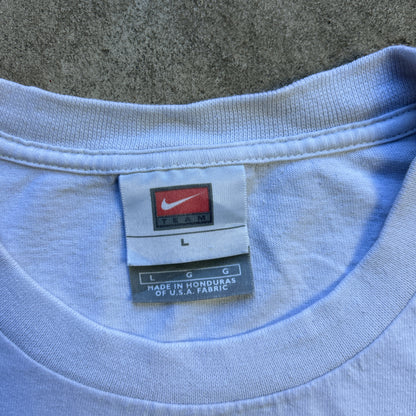 TEAM
L
L G G
MADE IN HONDURAS
OF U.S.A. FABRIC